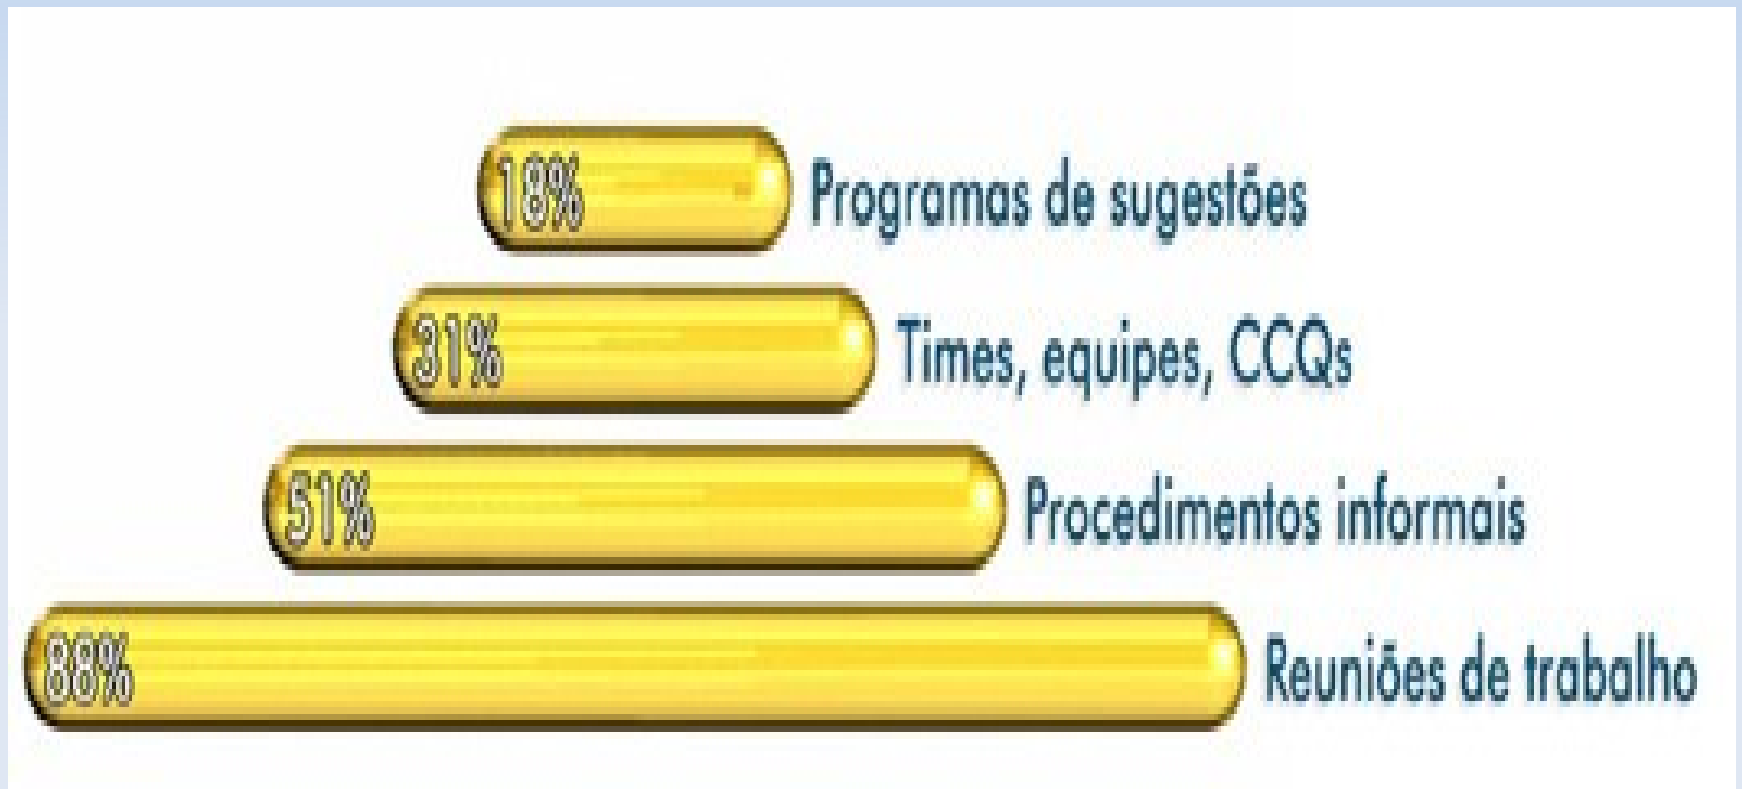 18% Programas de sugestões
31% Times, equipes, CCQs
51% Procedimentos informais
88% Reuniões de trabalho